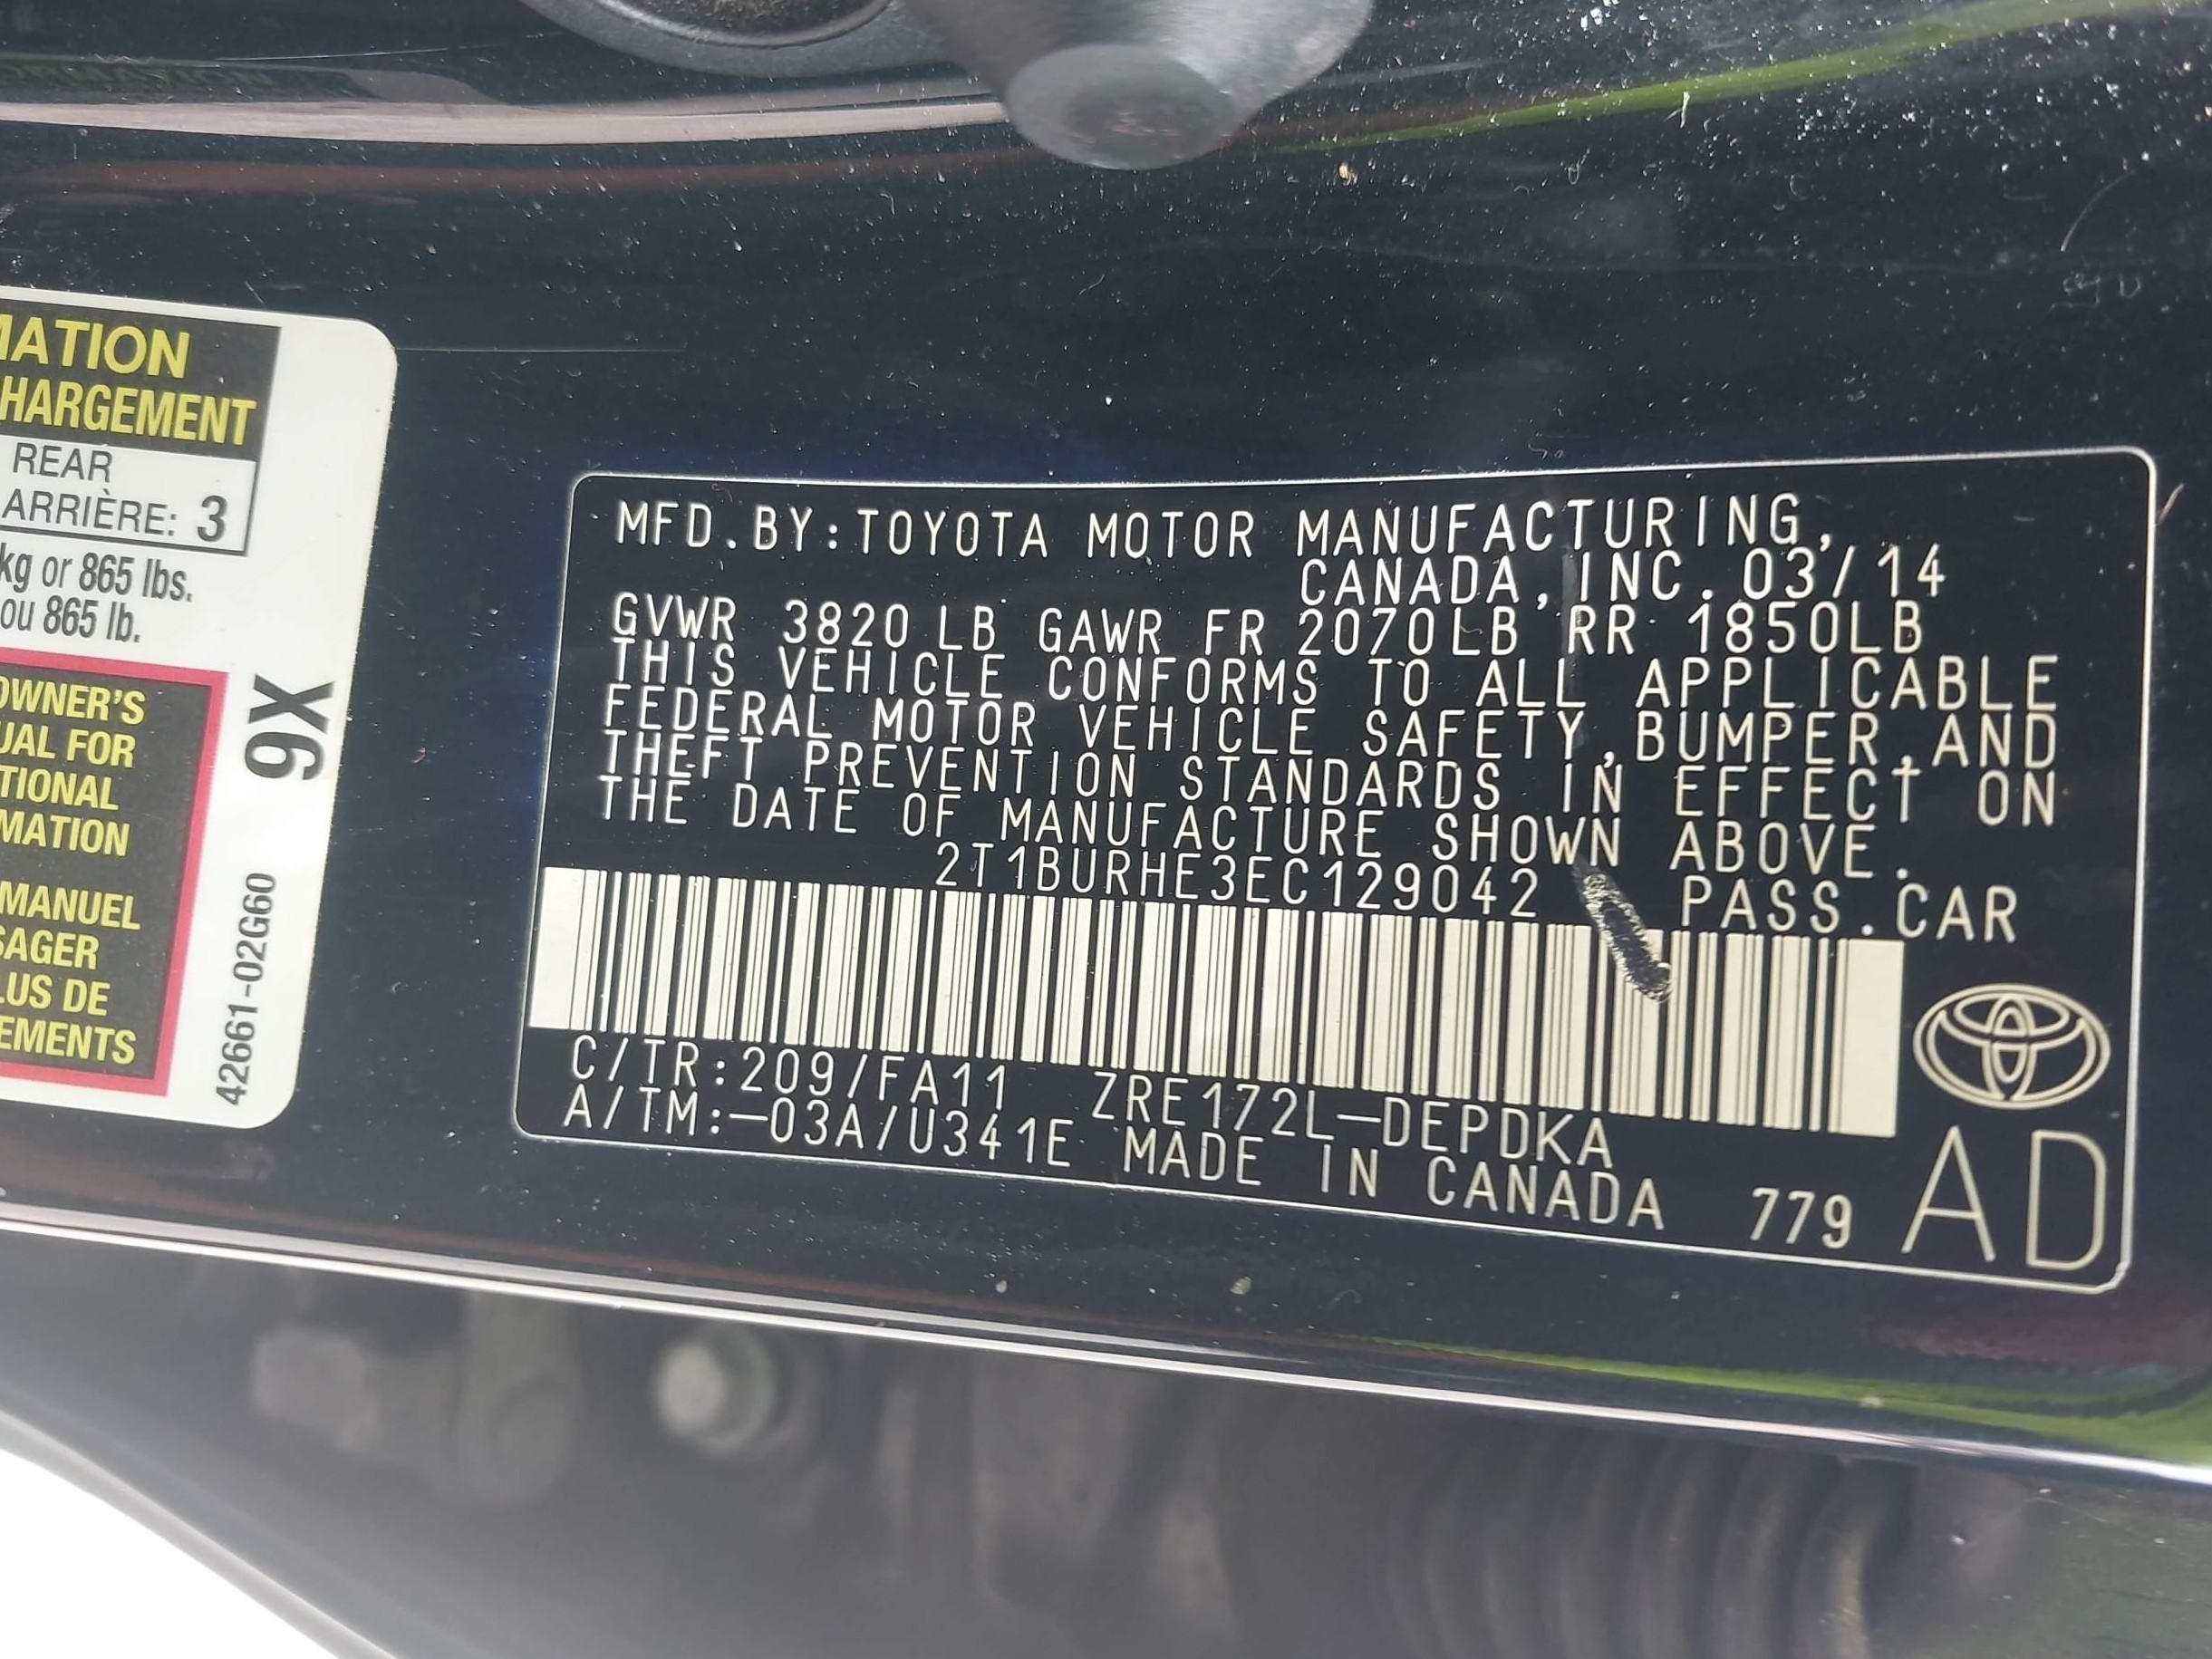 MATION
HARGEMENT
REAR
ARRIÈRE: 3
kg or 865 lbs.
ou 865 lb.
OWNER'S
UAL FOR
TIONAL
MATION
MANUEL
SAGER
LUS DE
EMENTS
9X
42661-02G60
MFD.BY:TOYOTA MOTOR MANUFACTURING,
CANADA,INC.03/14
GVWR 3820LB GAWR FR 2070LB RR 1850LB
THIS VEHICLE CONFORMS TO ALL APPLICABLE
FEDERAL MOTOR VEHICLE SAFETY,BUMPER,AND
THEFT PREVENTION STANDARDS IN EFFECT ON
THE DATE OF MANUFACTURE SHOWN ABOVE.
2T1BURHE3EC129042 PASS.CAR
C/TR:209/FA11 ZRE172L-DEPDKA
A/TM:-03A/U341E MADE IN CANADA 779 AD